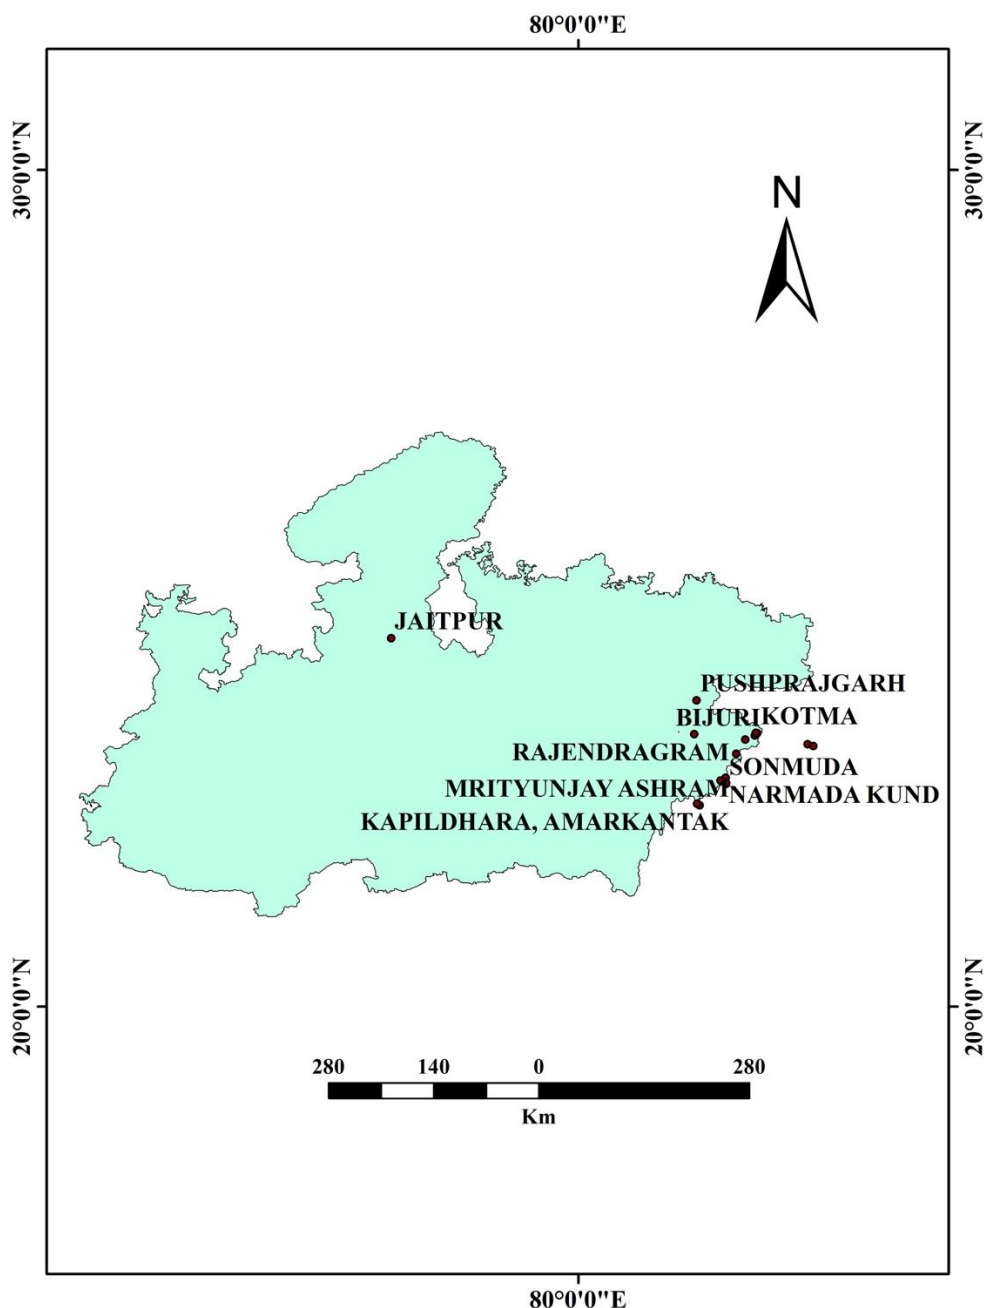 80°0'0"E
30°0'0"N
30°0'0"N
N
JAITPUR
PUSHPRAJGARH
BIJURI
KOTMA
RAJENDRAGRAM
SONMUDA
MRITYUNJAY ASHRAM
NARMADA KUND
KAPILDHARA, AMARKANTAK
20°0'0"N
20°0'0"N
280 140 0 280
Km
80°0'0"E